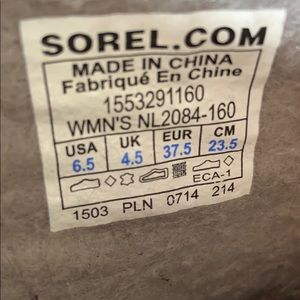 SOREL.COM
MADE IN CHINA
Fabriqué En Chine
1553291160
WMN'S NL2084-160
USA UK EUR CM
6.5 4.5 37.5 23.5
ECA-1
1503 PLN 0714 214